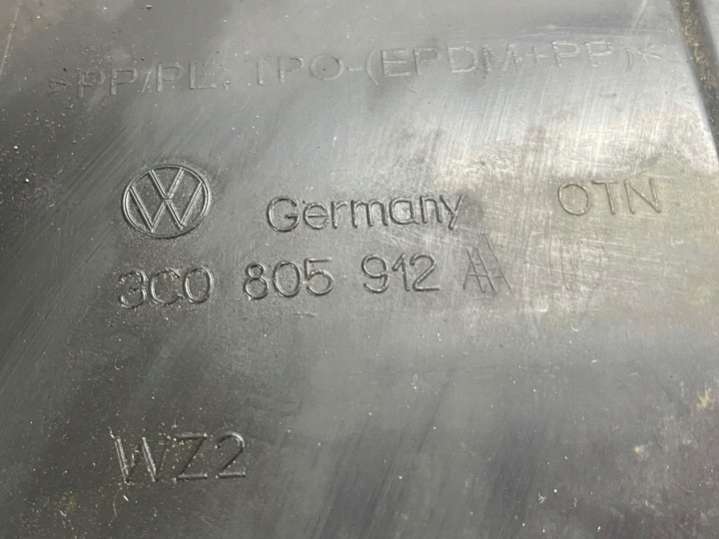 >PP/PE, TPO-(EPDM+PP)<
Germany OTN
3C0 805 912
WZ2